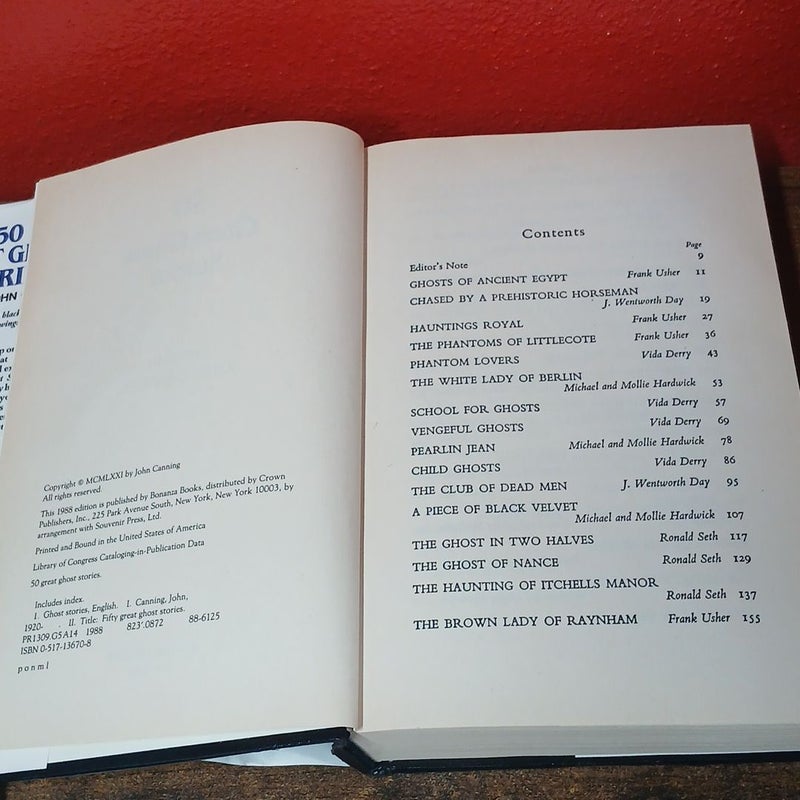 50
T GH
RI
OHN
black
p or
at
Copyright © MCMLXXI by John Canning
All rights reserved.
This 1988 edition is published by Bonanza Books, distributed by Crown
Publishers, Inc., 225 Park Avenue South, New York, New York 10003, by
arrangement with Souvenir Press, Ltd.
Printed and Bound in the United States of America
Library of Congress Cataloging-in-Publication Data
50 great ghost stories.
Includes index.
I. Ghost stories, English. I. Canning, John,
1920- . II. Title: Fifty great ghost stories.
PR1309.G5A14 1988 823'.0872 88-6125
ISBN 0-517-13670-8
p o n m l
Contents
Page
Editor's Note 9
GHOSTS OF ANCIENT EGYPT Frank Usher 11
CHASED BY A PREHISTORIC HORSEMAN
J. Wentworth Day 19
HAUNTINGS ROYAL Frank Usher 27
THE PHANTOMS OF LITTLECOTE Frank Usher 36
PHANTOM LOVERS Vida Derry 43
THE WHITE LADY OF BERLIN
Michael and Mollie Hardwick 53
SCHOOL FOR GHOSTS Vida Derry 57
VENGEFUL GHOSTS Vida Derry 69
PEARLIN JEAN Michael and Mollie Hardwick 78
CHILD GHOSTS Vida Derry 86
THE CLUB OF DEAD MEN J. Wentworth Day 95
A PIECE OF BLACK VELVET
Michael and Mollie Hardwick 107
THE GHOST IN TWO HALVES Ronald Seth 117
THE GHOST OF NANCE Ronald Seth 129
THE HAUNTING OF ITCHELLS MANOR
Ronald Seth 137
THE BROWN LADY OF RAYNHAM Frank Usher 155